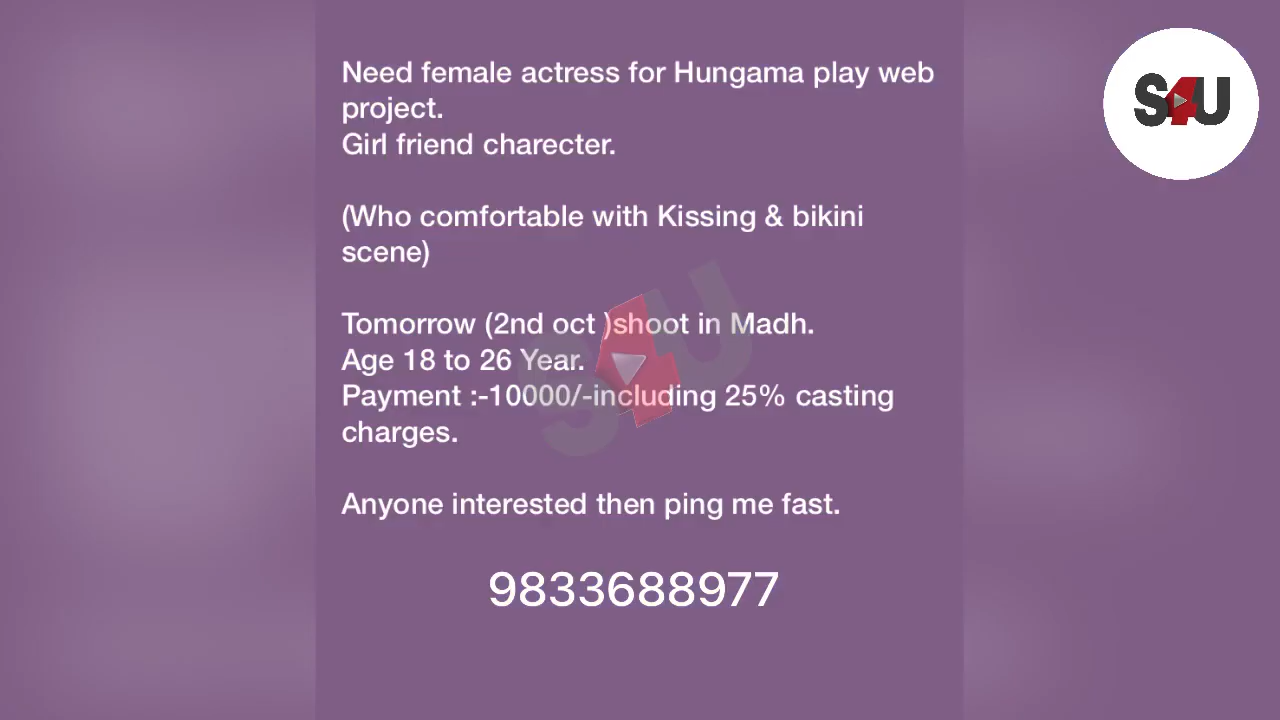 Need female actress for Hungama play web
project.
Girl friend charecter.
(Who comfortable with Kissing & bikini
scene)
Tomorrow (2nd oct )shoot in Madh.
Age 18 to 26 Year.
Payment :-10000/-including 25% casting
charges.
Anyone interested then ping me fast.
9833688977
S4U
S4U